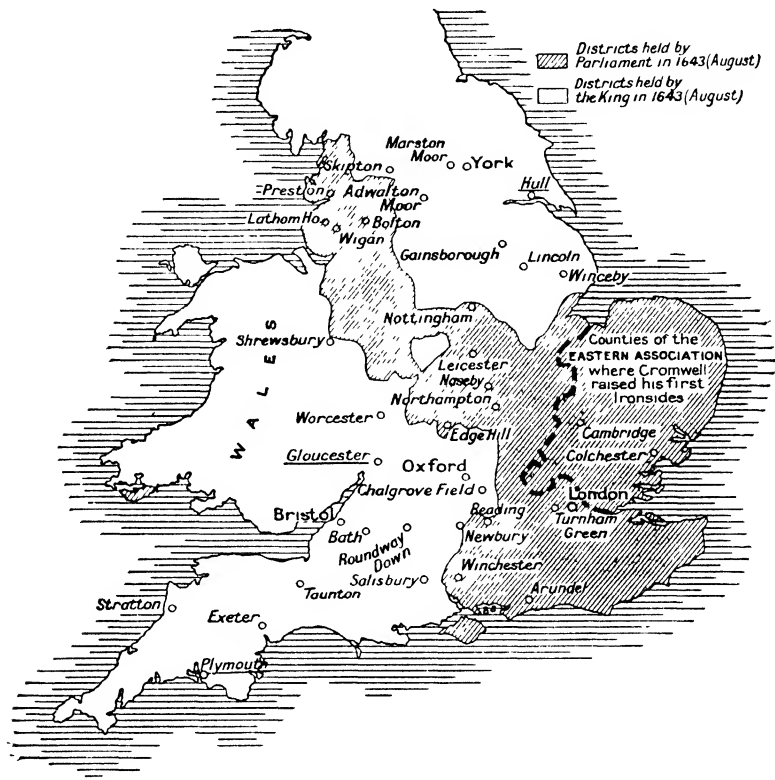 Districts held by
Parliament in 1643 (August)
Districts held by
the King in 1643 (August)
Marston
Moor
York
Skipton
Preston
Adwalton
Moor
Hull
Lathom Ho.
Bolton
Wigan
Gainsborough
Lincoln
Winceby
Nottingham
Shrewsbury
Counties of the
EASTERN ASSOCIATION
where Cromwell
raised his first
Ironsides
Leicester
Naseby
Northampton
WALES
Worcester
Edge Hill
Cambridge
Colchester
Gloucester
Oxford
Chalgrove Field
London
Bristol
Reading
Turnham
Green
Bath
Newbury
Roundway
Down
Winchester
Salisbury
Taunton
Arundel
Stratton
Exeter
Plymouth